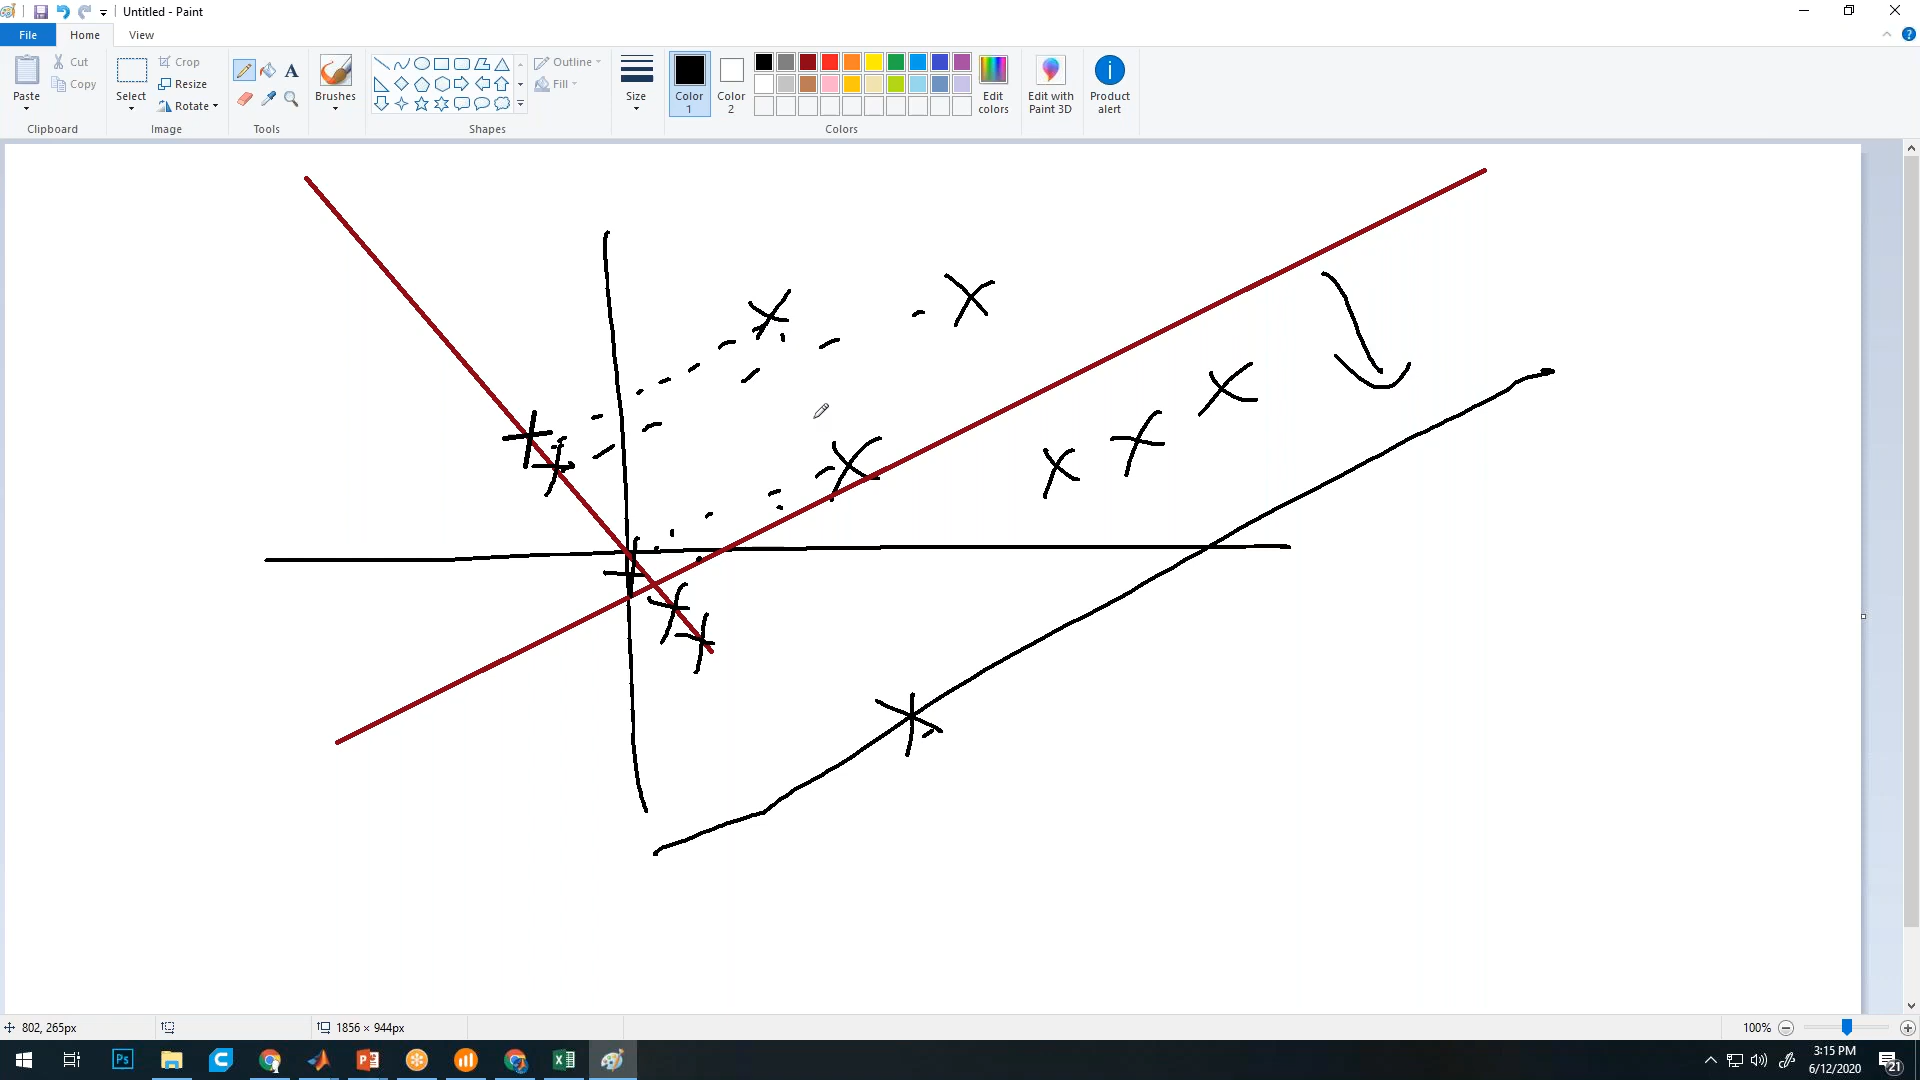 Untitled - Paint
File Home View
Paste
Cut
Copy
Clipboard
Select
Crop
Resize
Rotate
Image
Tools
Brushes
Outline
Fill
Shapes
Size
Color 1
Color 2
Edit colors
Colors
Edit with Paint 3D
Product alert
802, 265px
1856 × 944px
100%
3:15 PM
6/12/2020
21